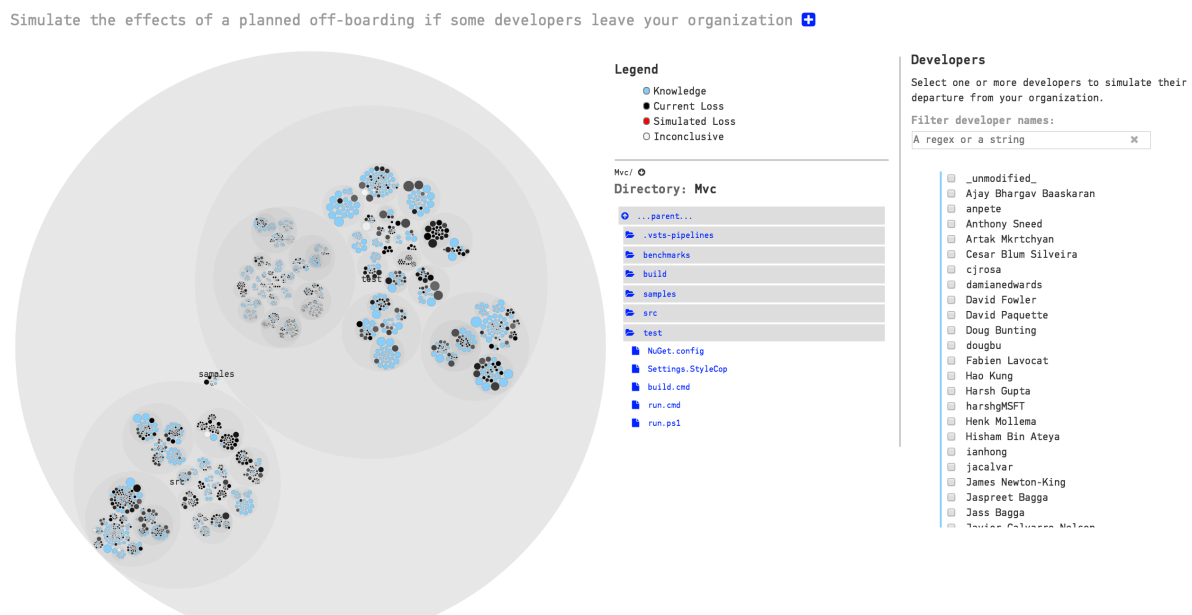 Simulate the effects of a planned off-boarding if some developers leave your organization
test
samples
src
Legend
Knowledge
Current Loss
Simulated Loss
Inconclusive
Mvc/
Directory: Mvc
...parent...
.vsts-pipelines
benchmarks
build
samples
src
test
NuGet.config
Settings.StyleCop
build.cmd
run.cmd
run.ps1
Developers
Select one or more developers to simulate their
departure from your organization.
Filter developer names:
A regex or a string
_unmodified_
Ajay Bhargav Baaskaran
anpete
Anthony Sneed
Artak Mkrtchyan
Cesar Blum Silveira
cjrosa
damianedwards
David Fowler
David Paquette
Doug Bunting
dougbu
Fabien Lavocat
Hao Kung
Harsh Gupta
harshgMSFT
Henk Mollema
Hisham Bin Ateya
ianhong
jacalvar
James Newton-King
Jaspreet Bagga
Jass Bagga
Javier Calvarro Nelson